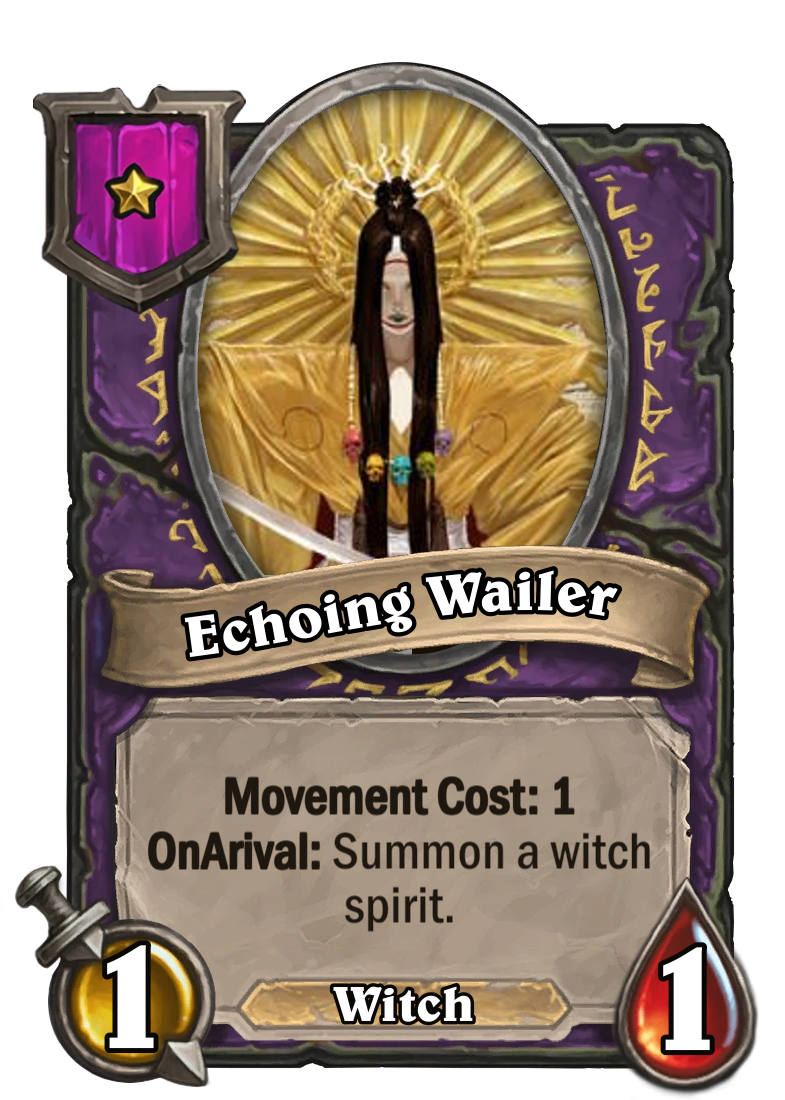 Echoing Wailer
Movement Cost: 1
OnArival: Summon a witch
spirit.
1
Witch
1